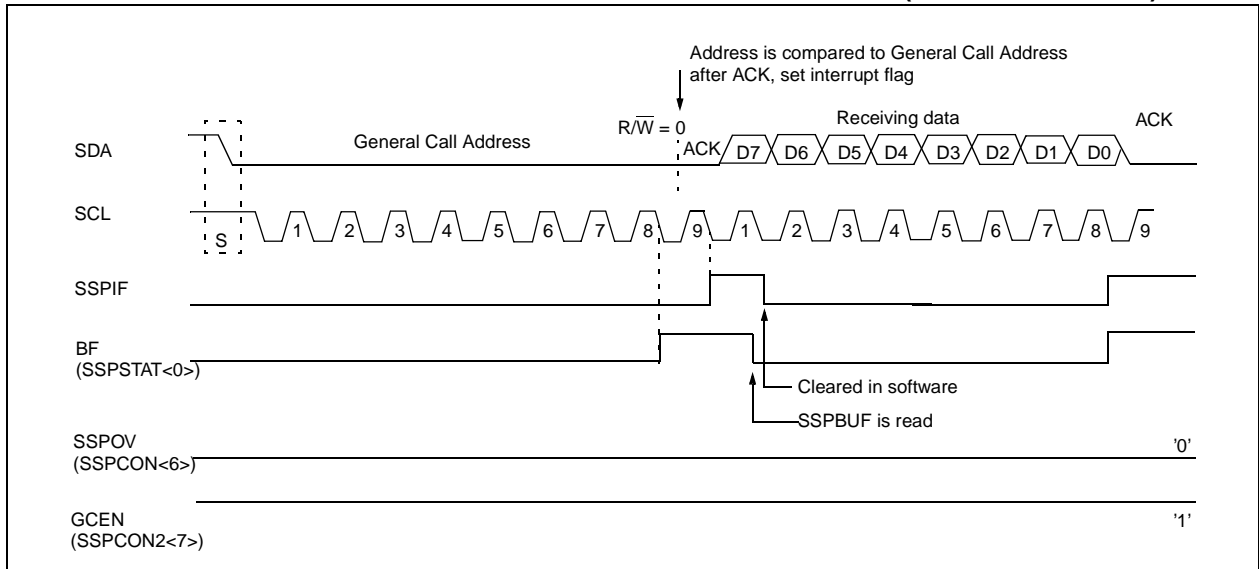 Address is compared to General Call Address
after ACK, set interrupt flag
R/W = 0
Receiving data
ACK
SDA
General Call Address
ACK
D7 D6 D5 D4 D3 D2 D1 D0
SCL
S
1 2 3 4 5 6 7 8 9 1 2 3 4 5 6 7 8 9
SSPIF
BF
(SSPSTAT<0>)
Cleared in software
SSPBUF is read
SSPOV
(SSPCON<6>)
'0'
GCEN
(SSPCON2<7>)
'1'